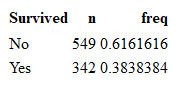 Survived n freq
No 549 0.6161616
Yes 342 0.3838384